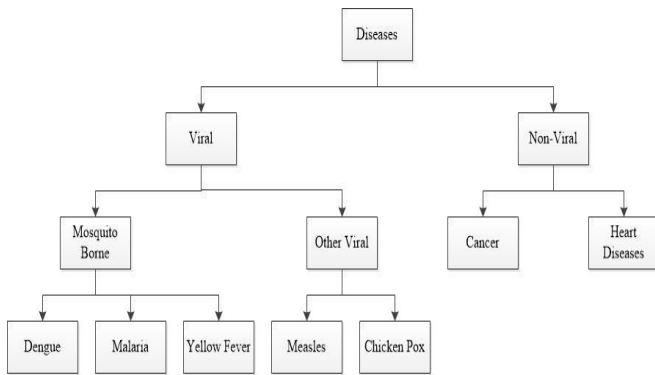 Diseases
Viral
Non-Viral
Mosquito
Borne
Other Viral
Cancer
Heart
Diseases
Dengue
Malaria
Yellow Fever
Measles
Chicken Pox